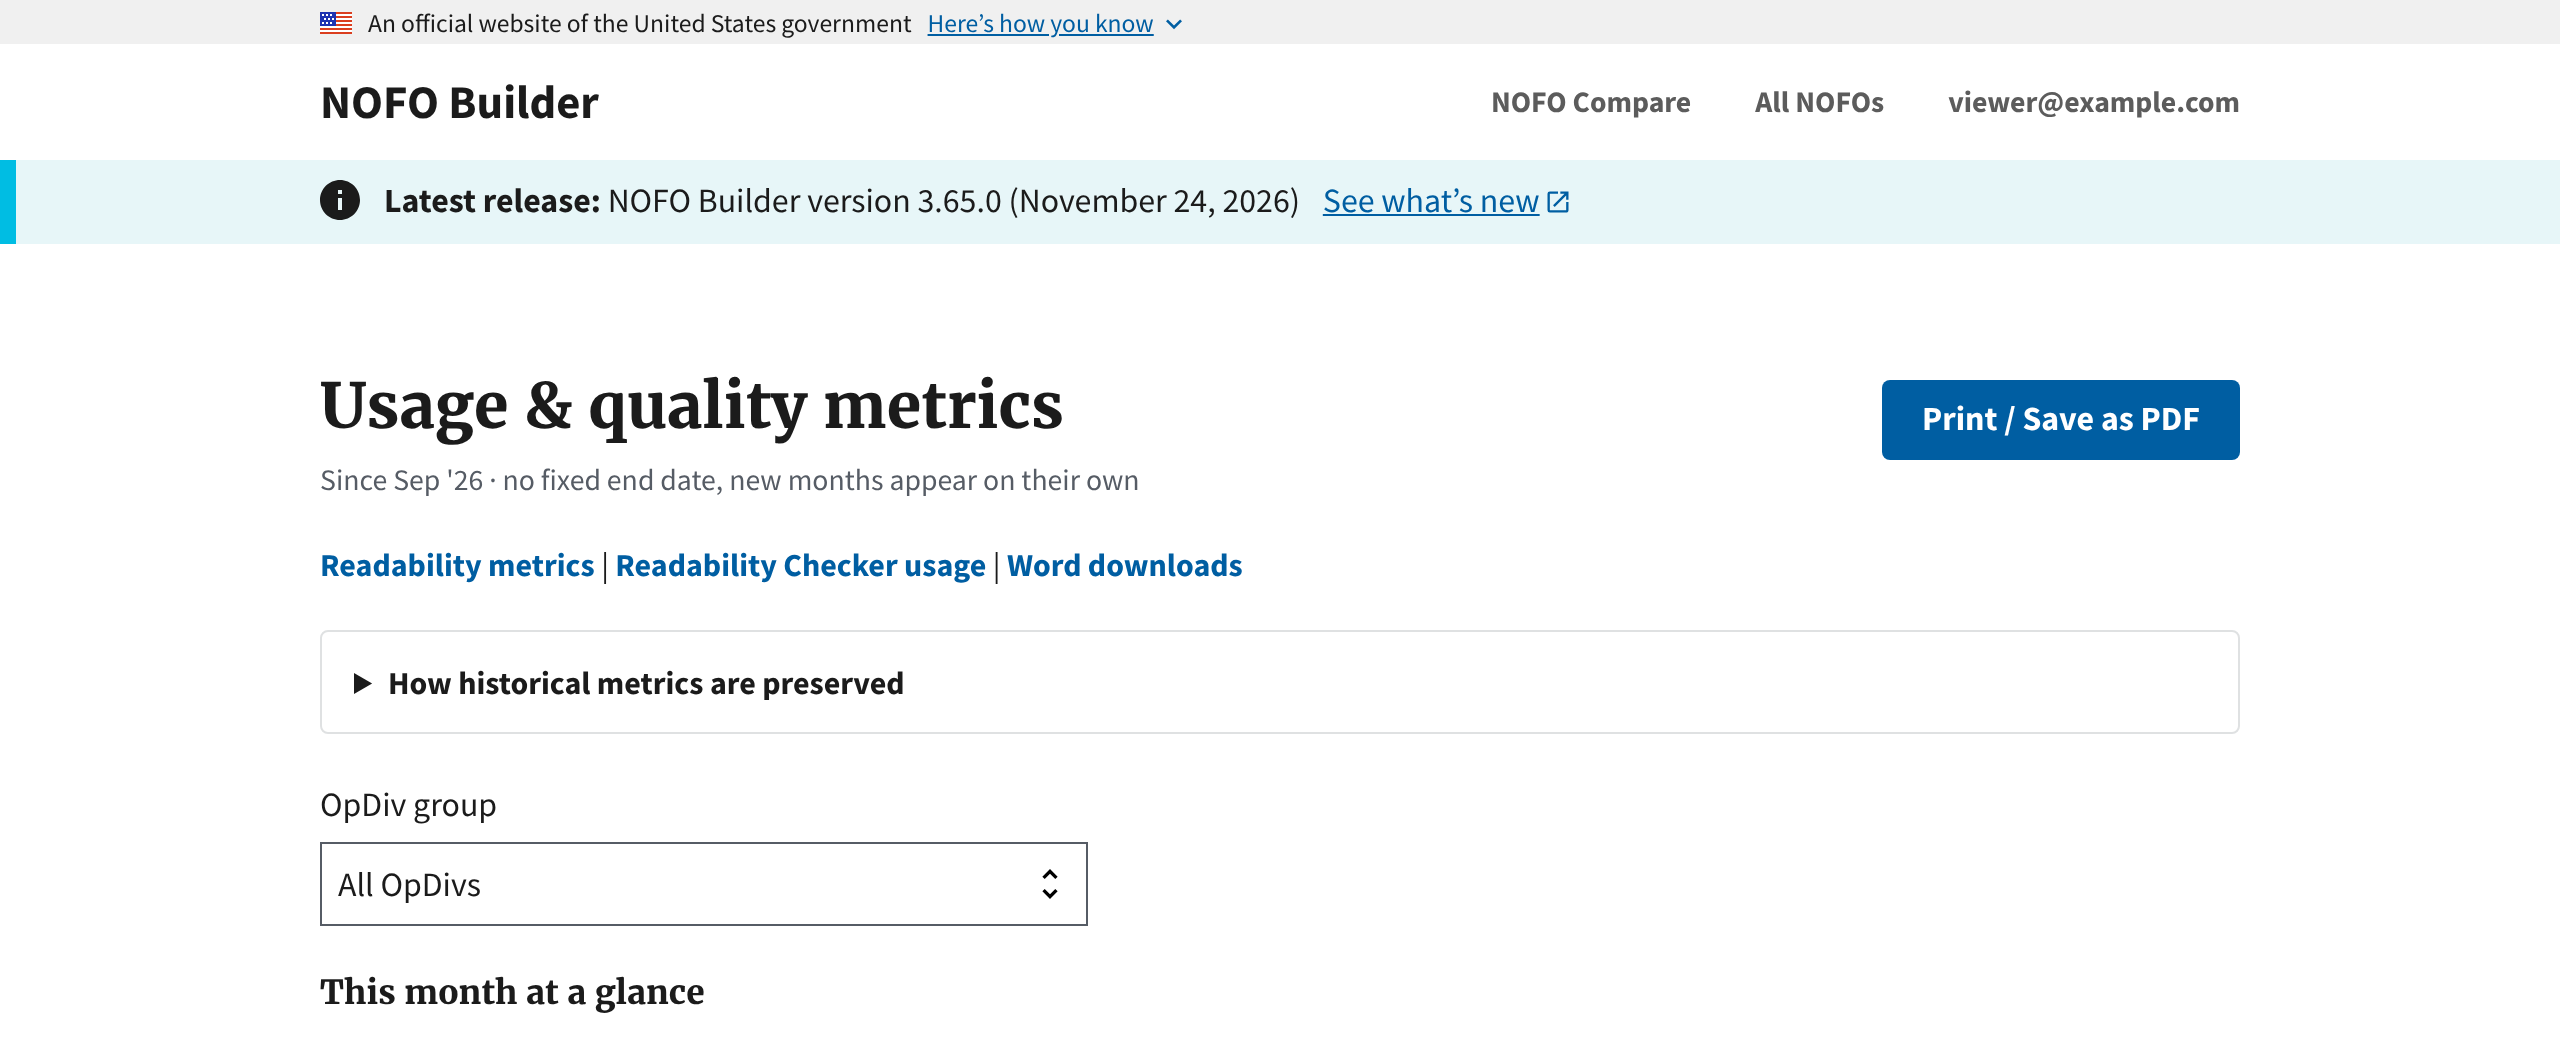 An official website of the United States government Here’s how you know
NOFO Builder
NOFO Compare All NOFOs viewer@example.com
Latest release: NOFO Builder version 3.65.0 (November 24, 2026) See what’s new
Usage & quality metrics
Print / Save as PDF
Since Sep '26 · no fixed end date, new months appear on their own
Readability metrics | Readability Checker usage | Word downloads
How historical metrics are preserved
OpDiv group
All OpDivs
This month at a glance